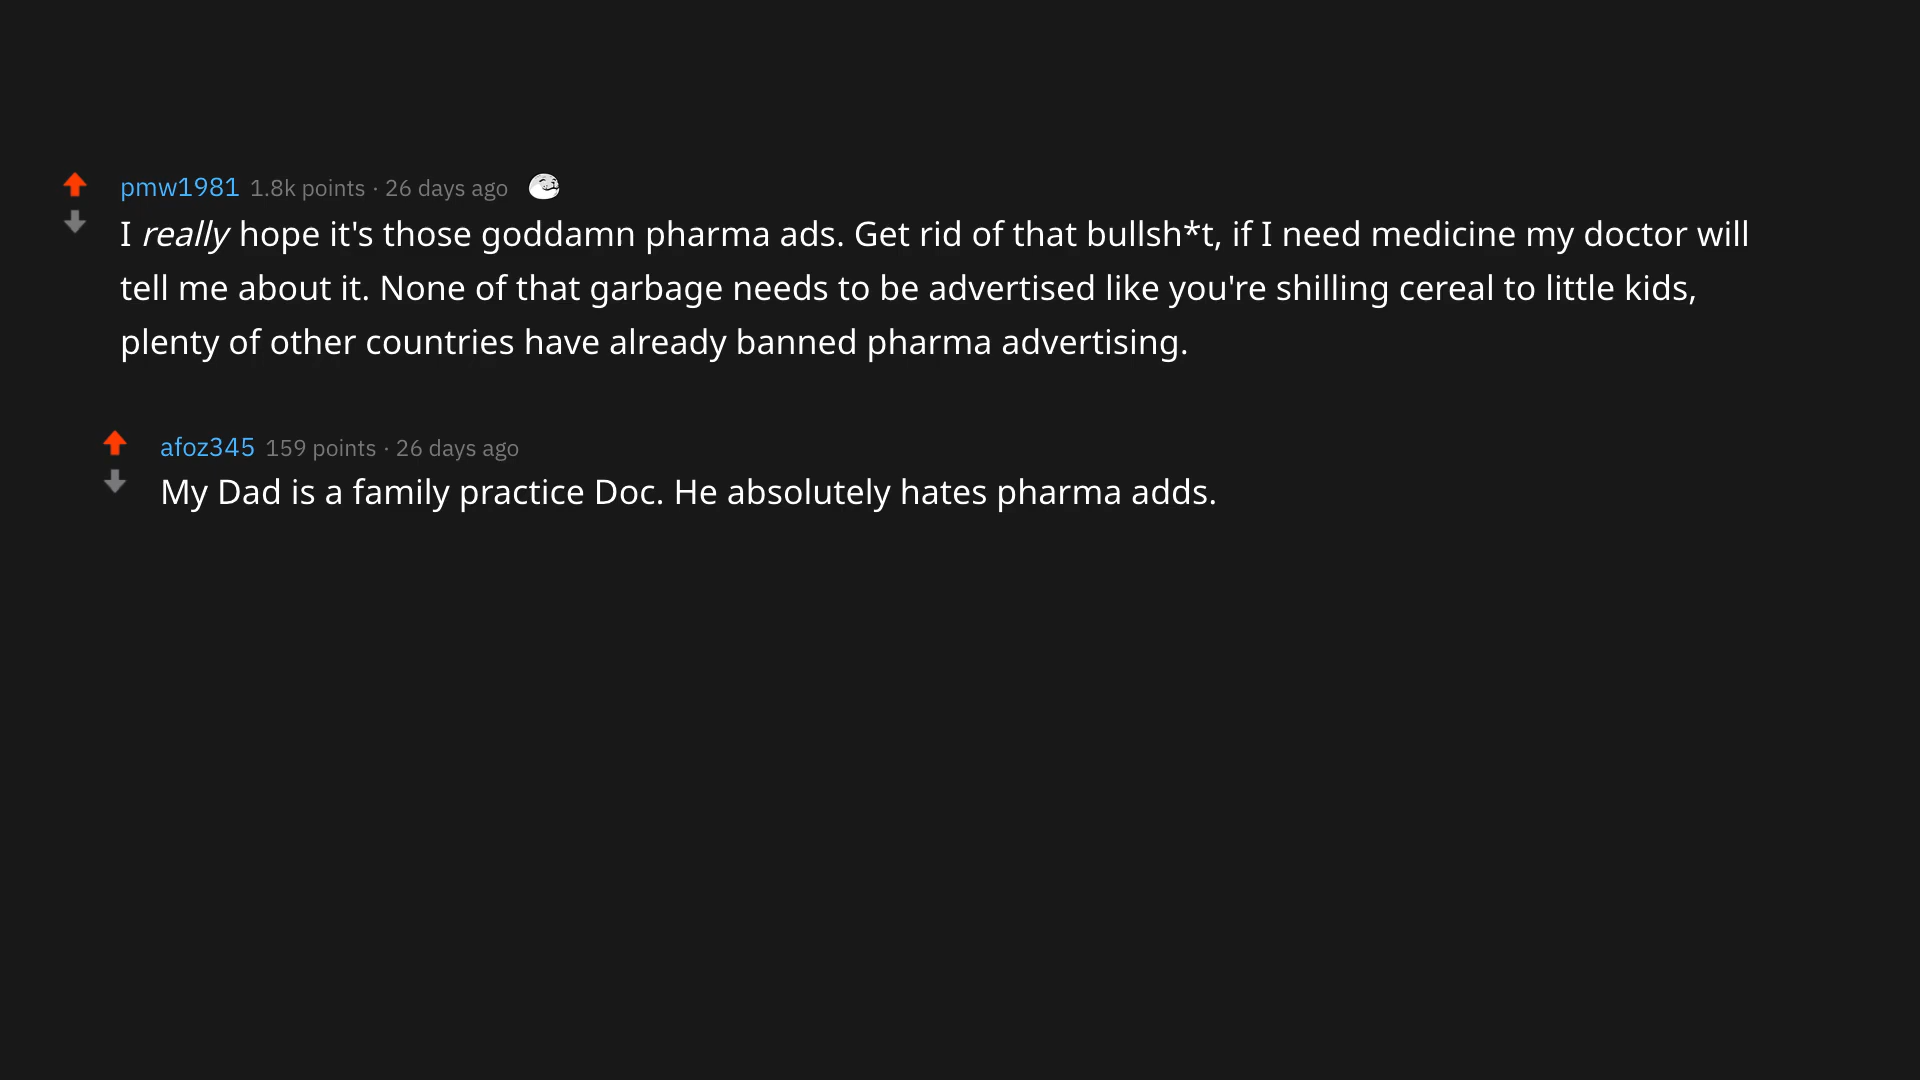 pmw1981 1.8k points · 26 days ago
I really hope it's those goddamn pharma ads. Get rid of that bullsh*t, if I need medicine my doctor will
tell me about it. None of that garbage needs to be advertised like you're shilling cereal to little kids,
plenty of other countries have already banned pharma advertising.
afoz345 159 points · 26 days ago
My Dad is a family practice Doc. He absolutely hates pharma adds.